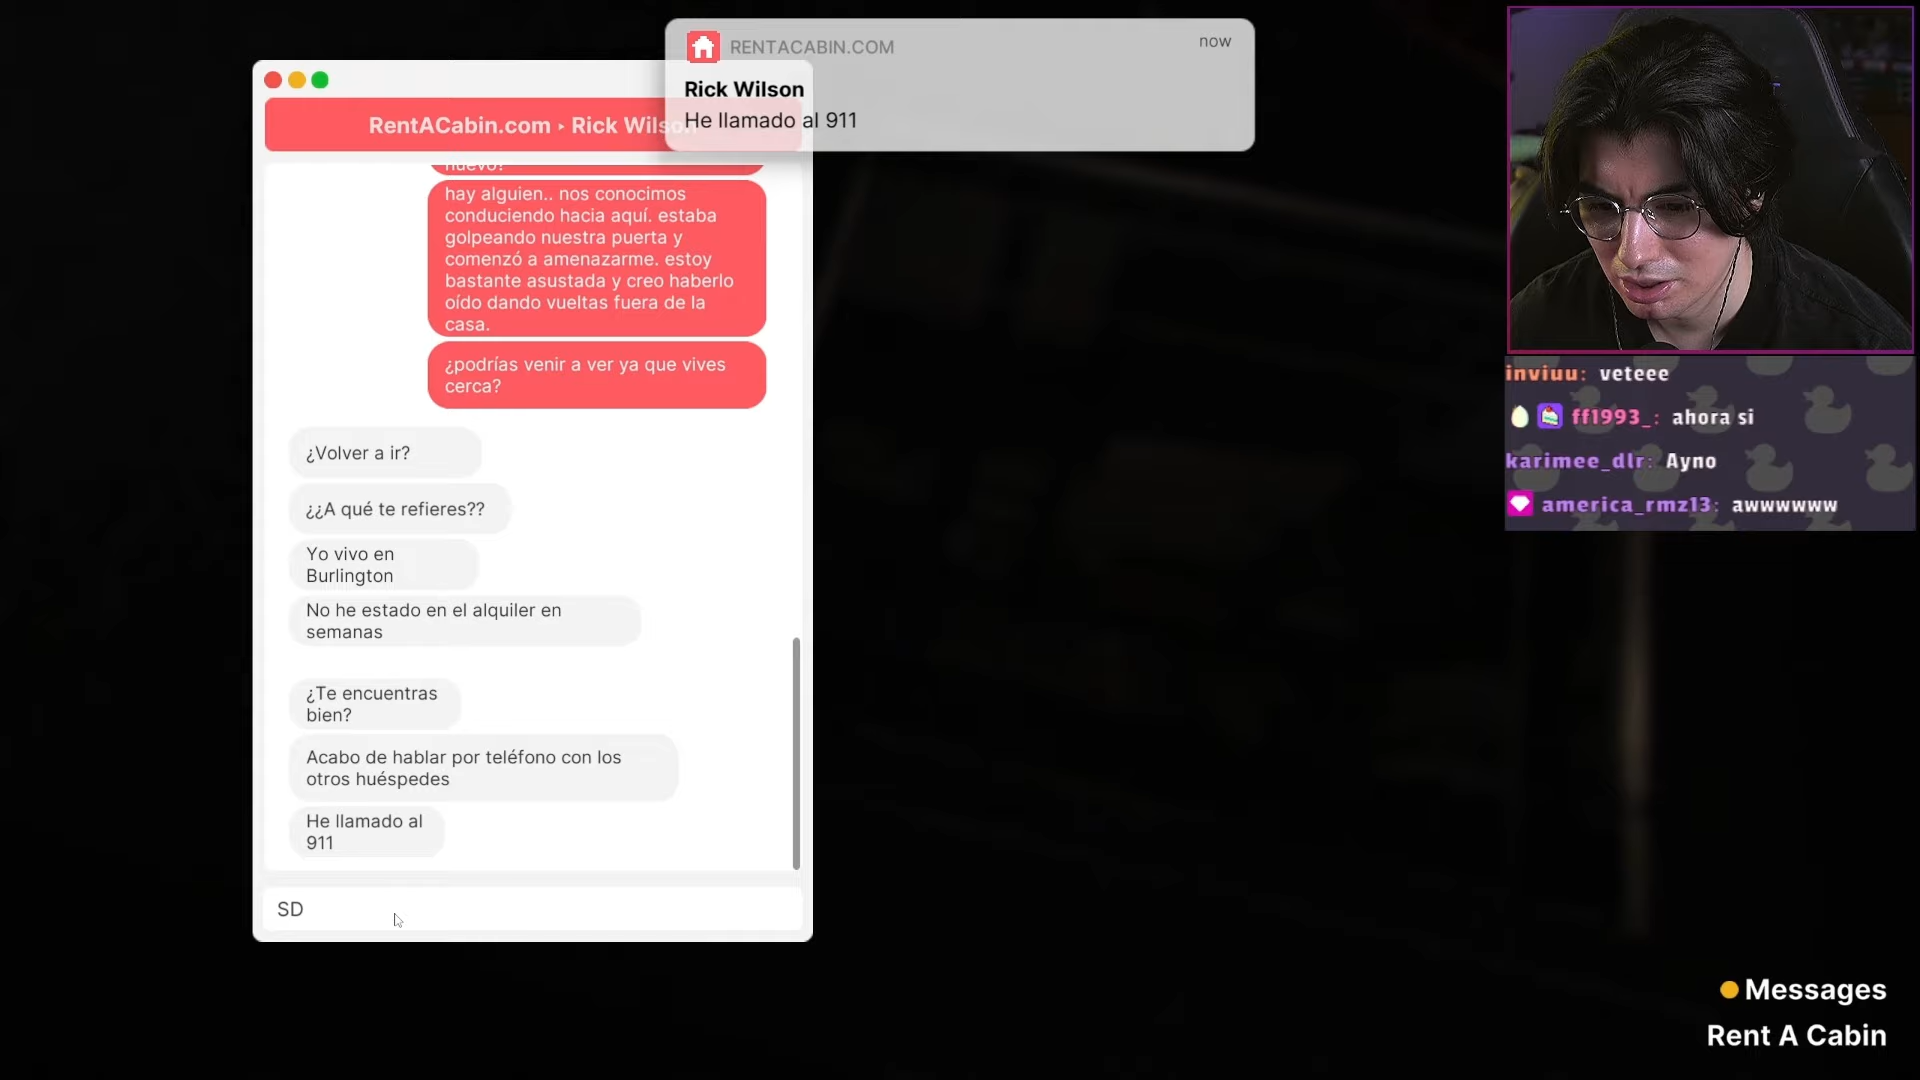 RENTACABIN.COM
now
Rick Wilson
He llamado al 911
RentACabin.com ‣ Rick Wilson
nuevo?
hay alguien.. nos conocimos
conduciendo hacia aquí. estaba
golpeando nuestra puerta y
comenzó a amenazarme. estoy
bastante asustada y creo haberlo
oído dando vueltas fuera de la
casa.
¿podrías venir a ver ya que vives
cerca?
¿Volver a ir?
¿¿A qué te refieres??
Yo vivo en
Burlington
No he estado en el alquiler en
semanas
¿Te encuentras
bien?
Acabo de hablar por teléfono con los
otros huéspedes
He llamado al
911
SD
inviuu: veteee
ff1993_: ahora si
karimee_dlr: Ayno
america_rmz13: awwwwww
Messages
Rent A Cabin